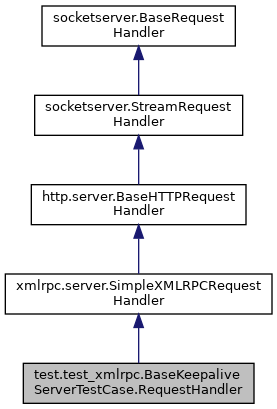 socketserver.BaseRequest
Handler
socketserver.StreamRequest
Handler
http.server.BaseHTTPRequest
Handler
xmlrpc.server.SimpleXMLRPCRequest
Handler
test.test_xmlrpc.BaseKeepalive
ServerTestCase.RequestHandler